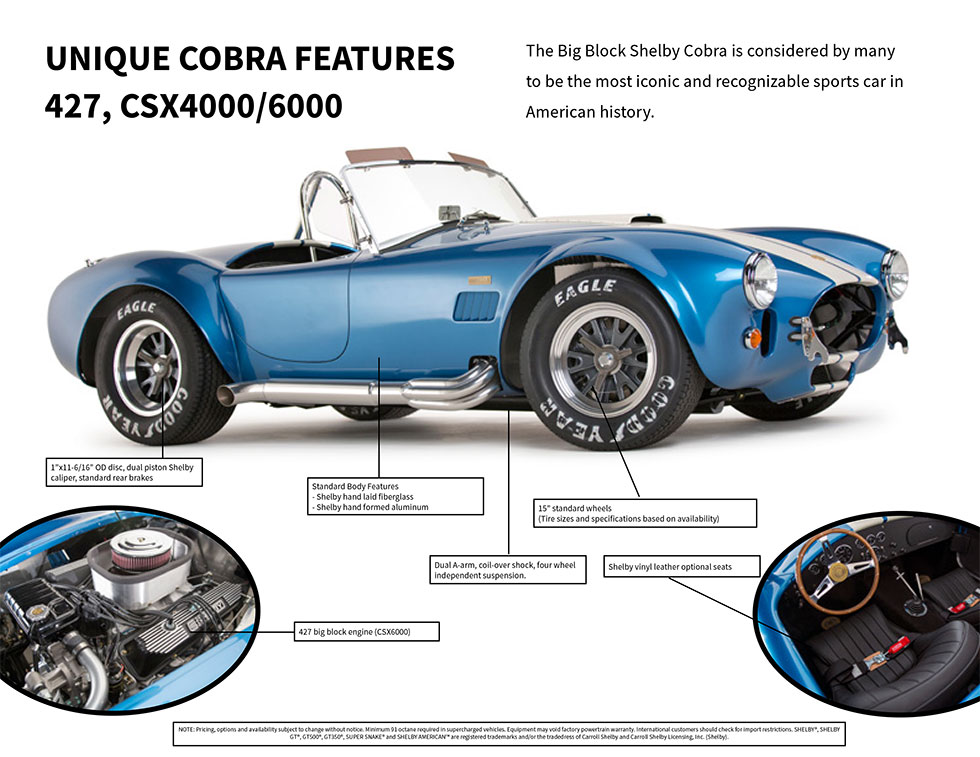 UNIQUE COBRA FEATURES
427, CSX4000/6000
The Big Block Shelby Cobra is considered by many
to be the most iconic and recognizable sports car in
American history.
EAGLE
GOODYEAR
EAGLE
GOODYEAR
1"x11-6/16" OD disc, dual piston Shelby
caliper, standard rear brakes
Standard Body Features
- Shelby hand laid fiberglass
- Shelby hand formed aluminum
15" standard wheels
(Tire sizes and specifications based on availability)
Dual A-arm, coil-over shock, four wheel
independent suspension.
Shelby vinyl leather optional seats
427 big block engine (CSX6000)
NOTE: Pricing, options and availability subject to change without notice. Minimum 91 octane required in supercharged vehicles. Equipment may void factory powertrain warranty. International customers should check for import restrictions. SHELBY®, SHELBY
GT®, GT500®, GT350®, SUPER SNAKE® and SHELBY AMERICAN™ are registered trademarks and/or the tradedress of Carroll Shelby and Carroll Shelby Licensing, Inc. (Shelby).